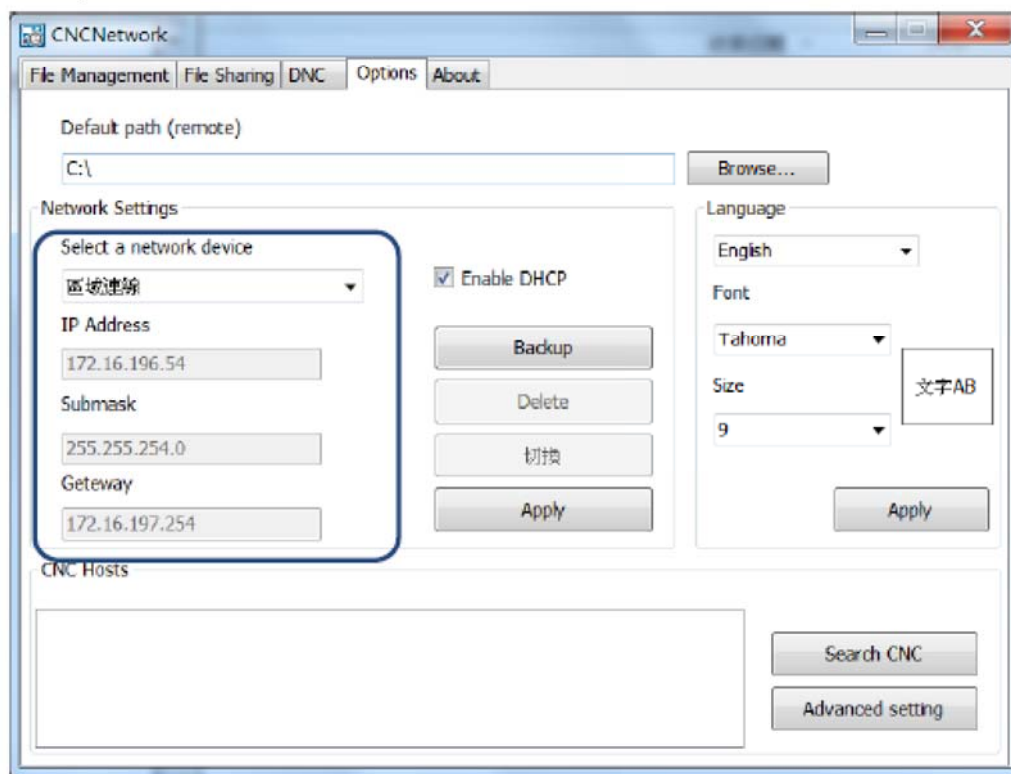 CNCNetwork
File Management File Sharing DNC Options About
Default path (remote)
C:\
Browse...
Network Settings
Select a network device
區域連線
IP Address
172.16.196.54
Submask
255.255.254.0
Geteway
172.16.197.254
Enable DHCP
Backup
Delete
切換
Apply
Language
English
Font
Tahoma
Size
9
文字AB
Apply
CNC Hosts
Search CNC
Advanced setting